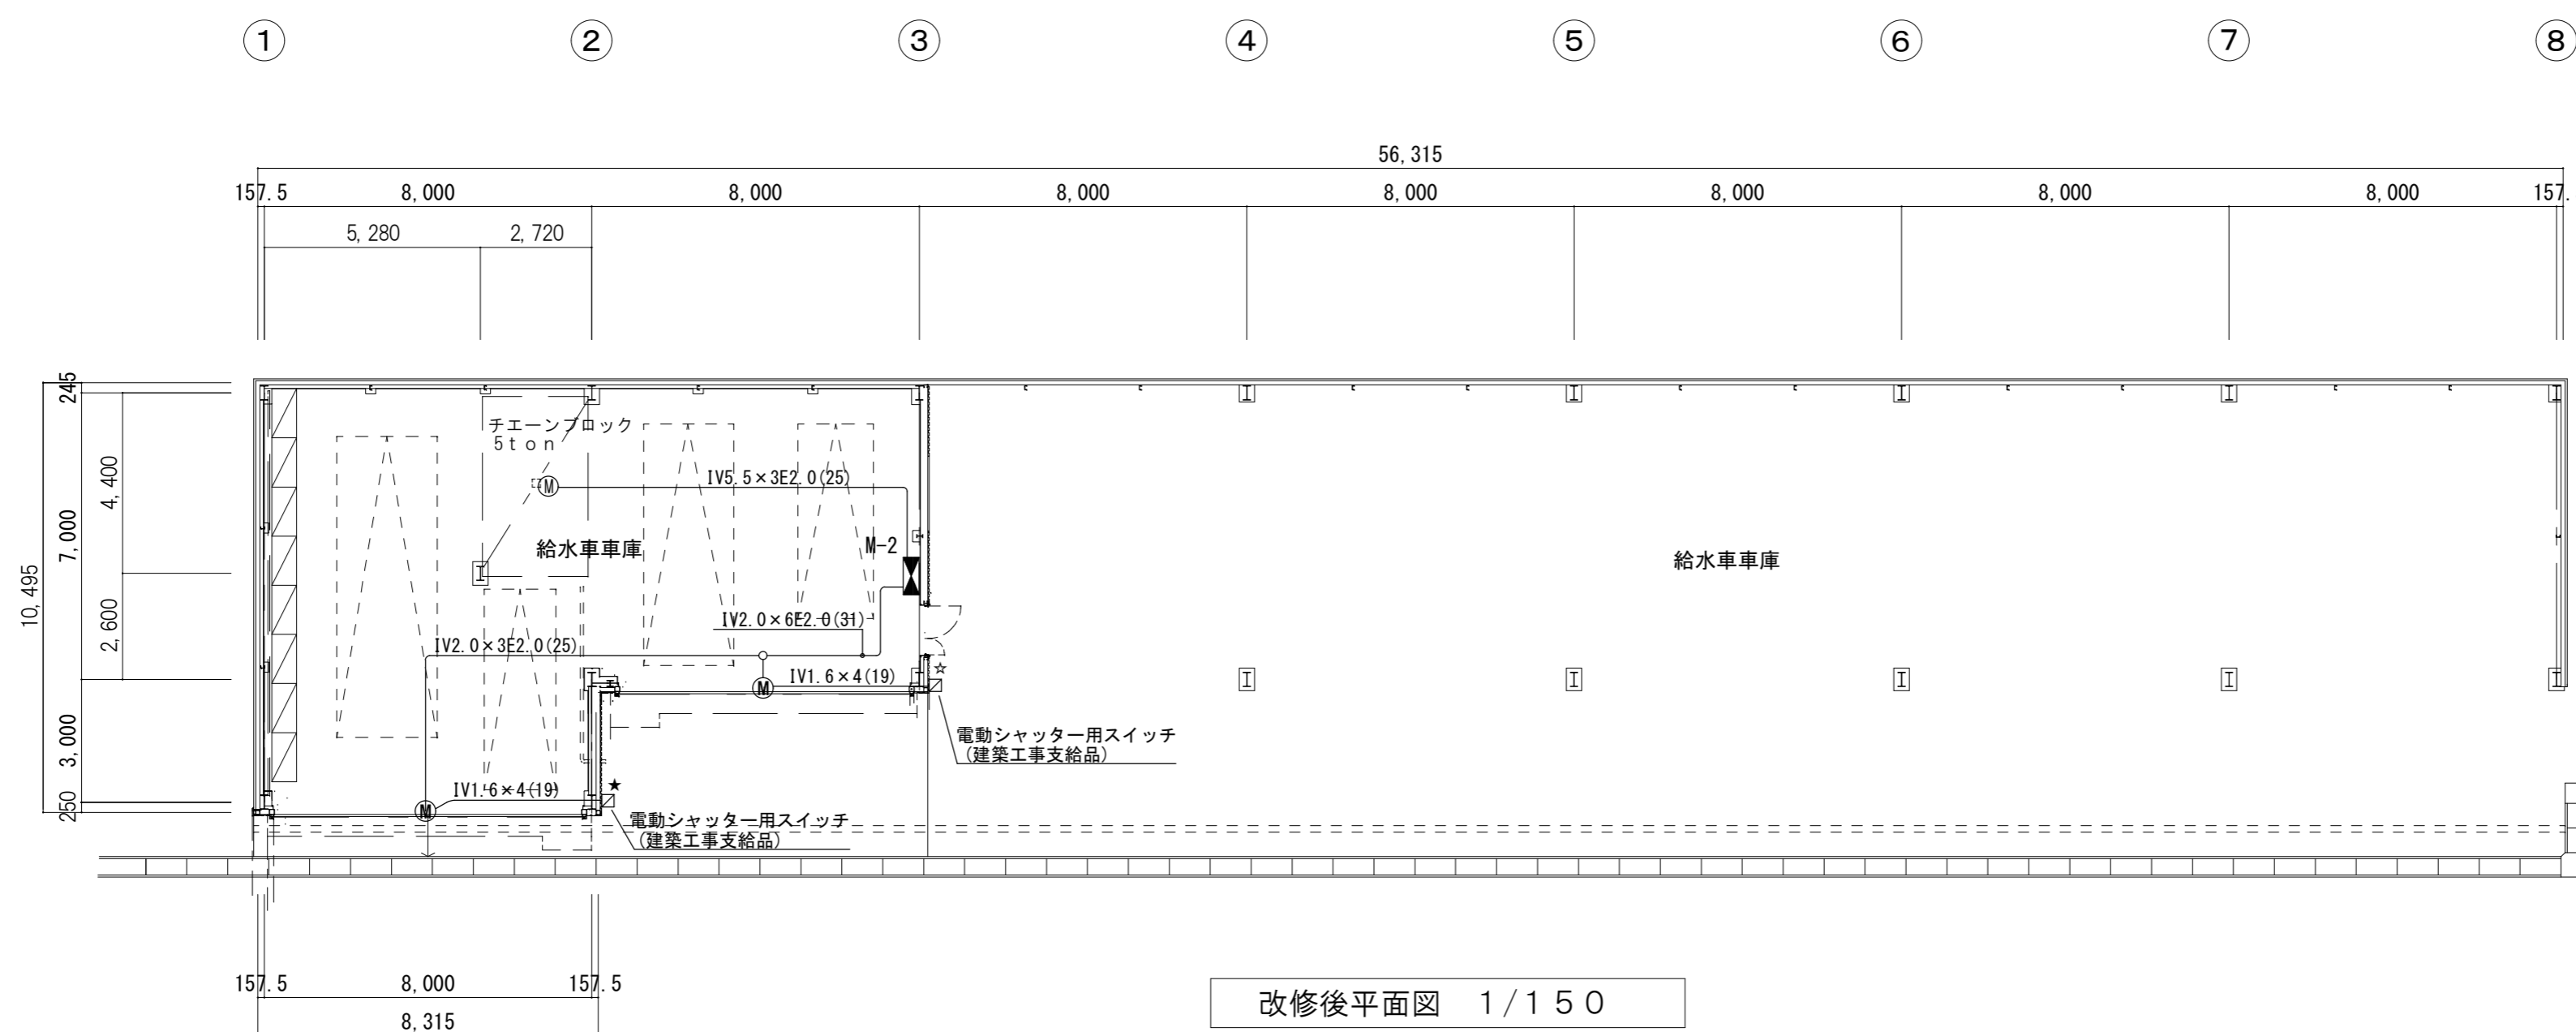 ① ② ③ ④ ⑤ ⑥ ⑦ ⑧
56,315
157.5 8,000 8,000 8,000 8,000 8,000 8,000 8,000 157.
5,280 2,720
245
4,400
7,000
10,495
2,600
3,000
250
チエーンブロック
5ton
M
IV5.5×3E2.0(25)
給水車車庫
M-2
給水車車庫
IV2.0×6E2.0(31)
IV2.0×3E2.0(25)
IV1.6×4(19)
M
☆
電動シャッター用スイッチ
(建築工事支給品)
IV1.6×4(19)
M
★
電動シャッター用スイッチ
(建築工事支給品)
157.5 8,000 157.5
8,315
改修後平面図 1/150